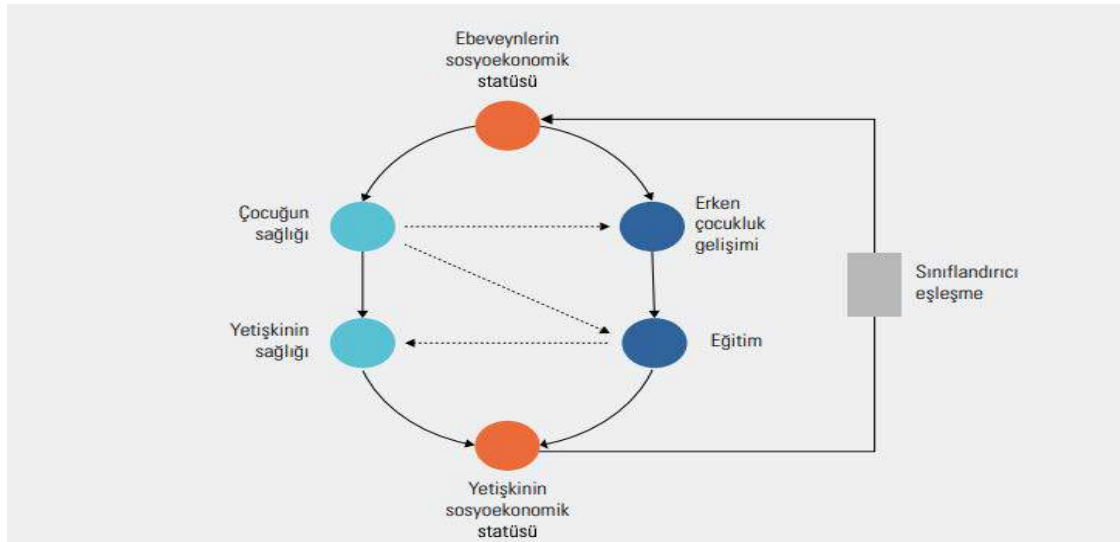 Ebeveynlerin
sosyoekonomik
statüsü
Çocuğun
sağlığı
Erken
çocukluk
gelişimi
Sınıflandırıcı
eşleşme
Yetişkinin
sağlığı
Eğitim
Yetişkinin
sosyoekonomik
statüsü